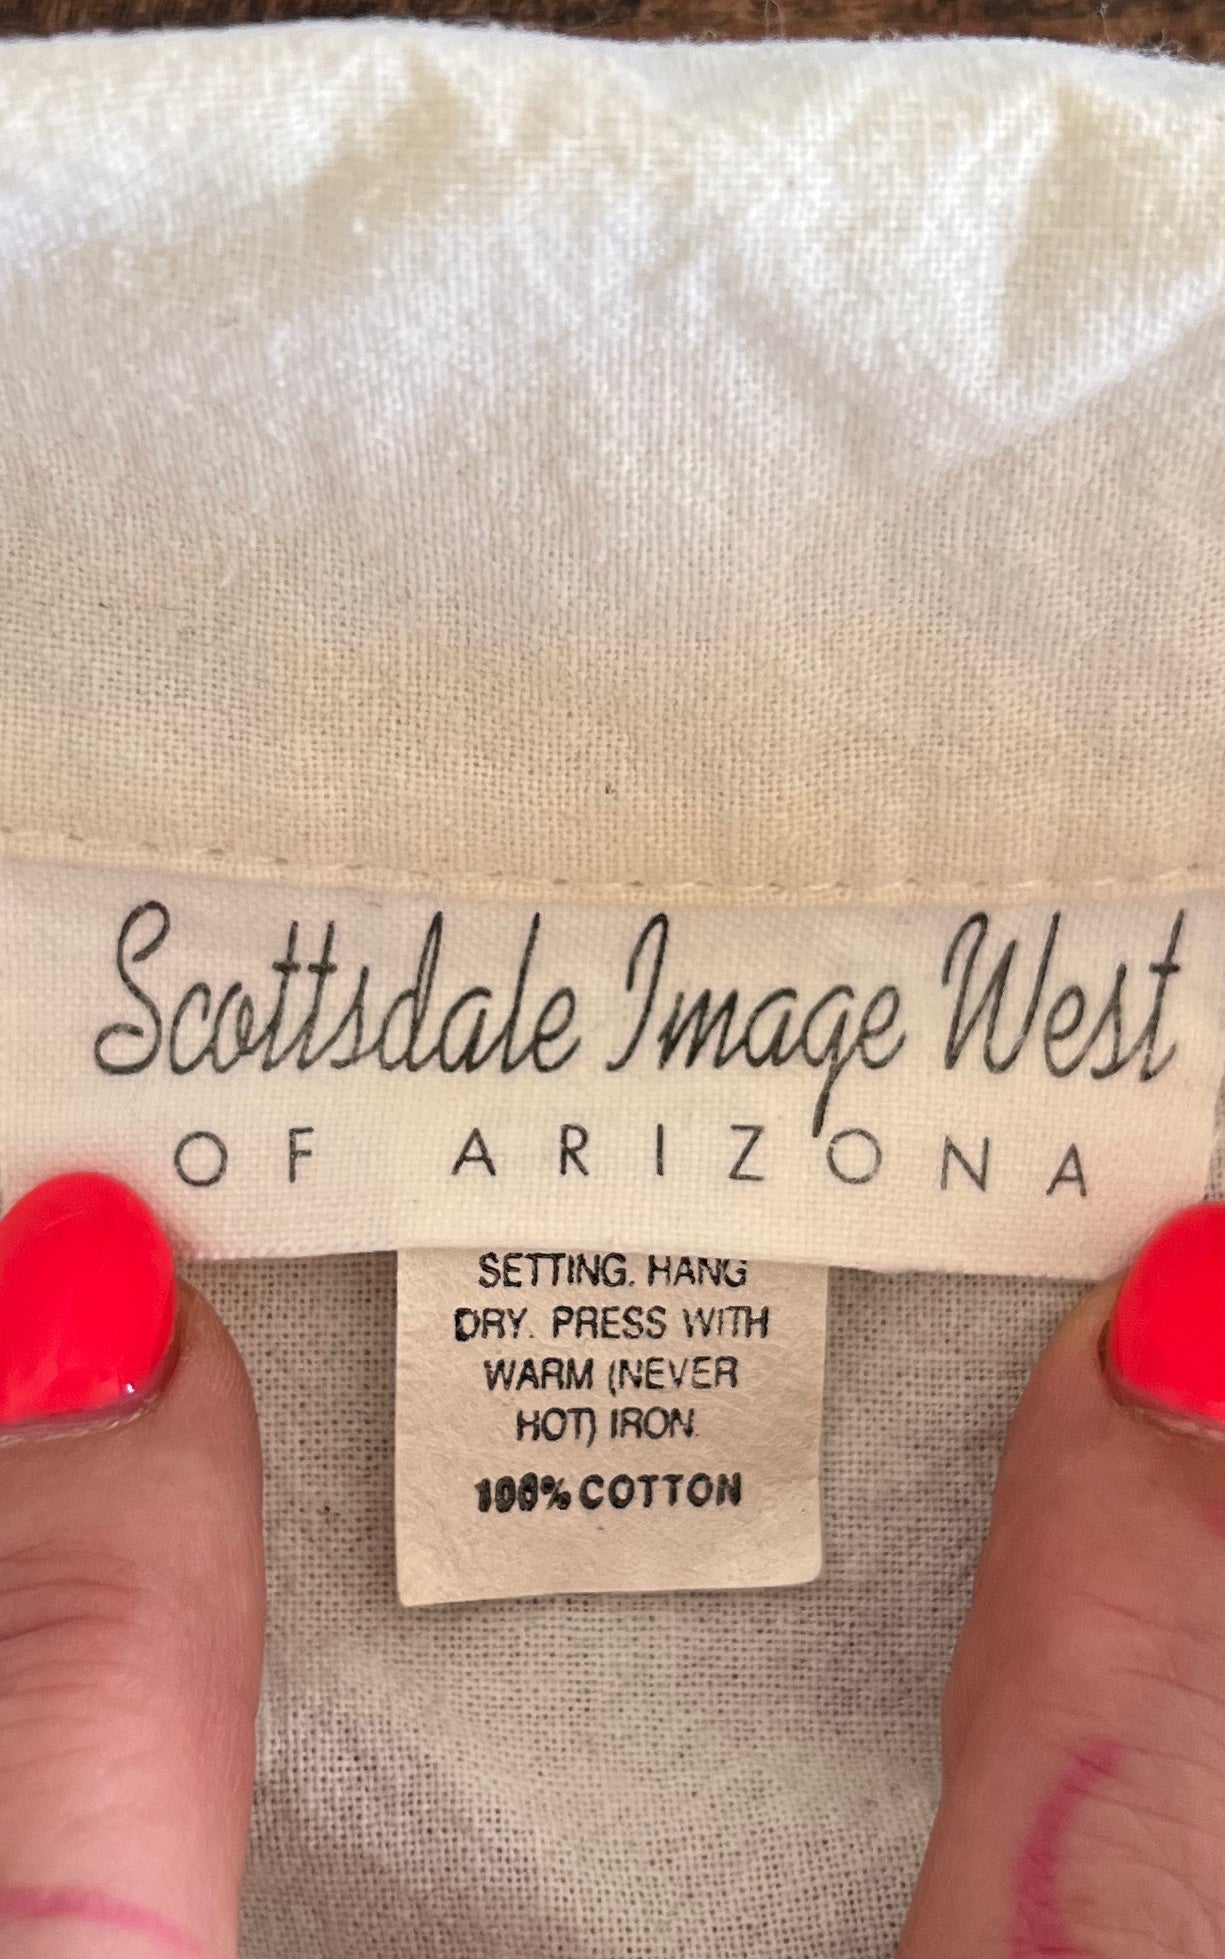 Scottsdale Image West
OF ARIZONA
SETTING. HANG
DRY. PRESS WITH
WARM (NEVER
HOT) IRON.
100% COTTON